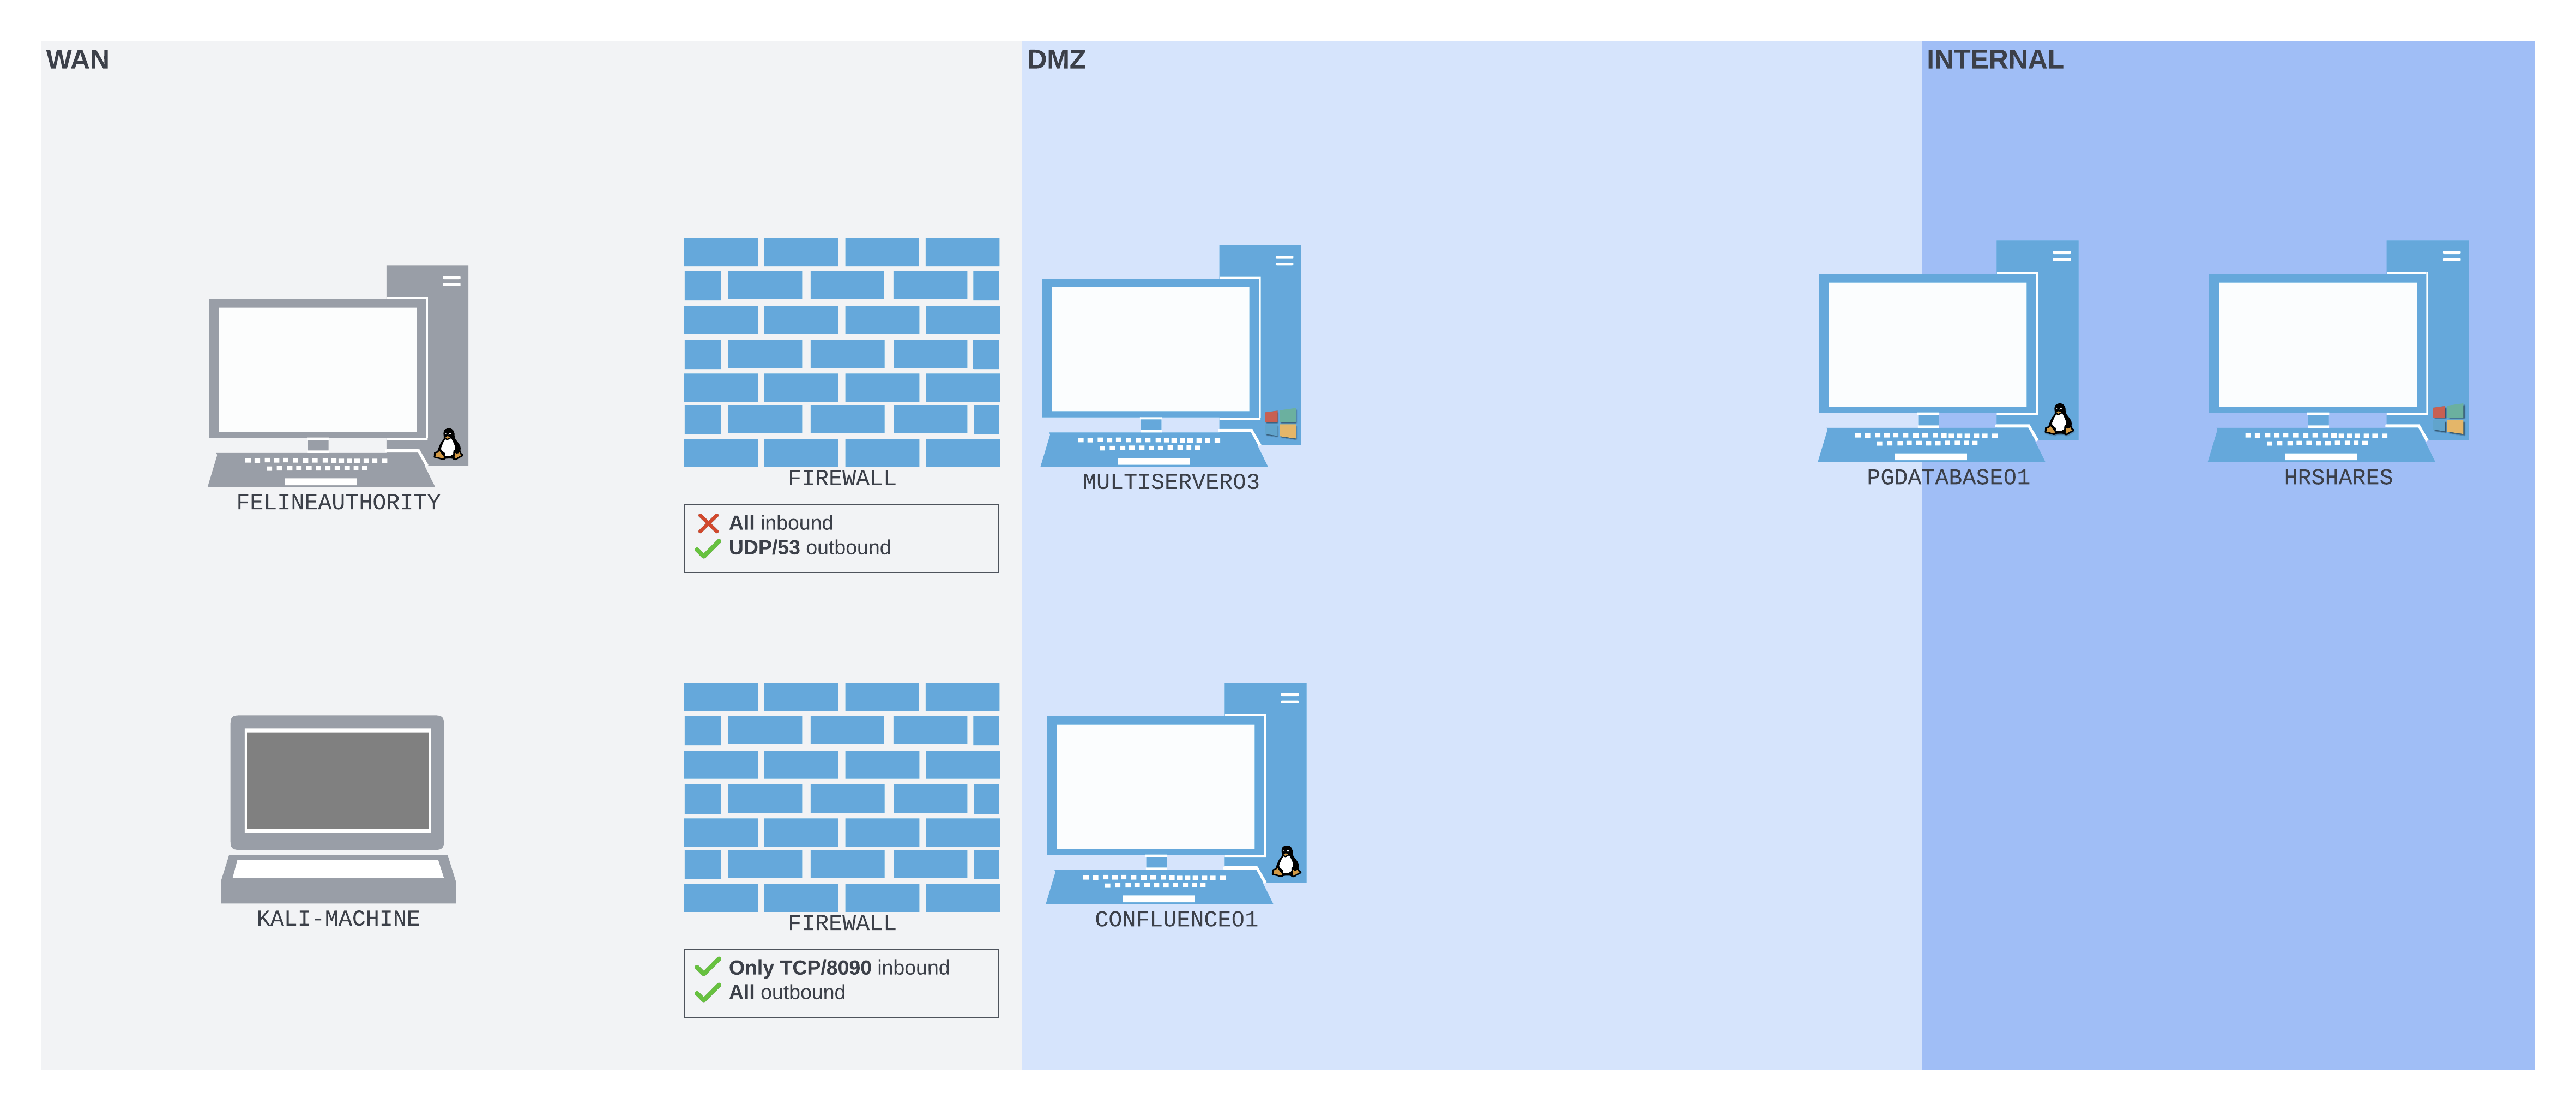 WAN
DMZ
INTERNAL
FELINEAUTHORITY
FIREWALL
MULTISERVER03
PGDATABASE01
HRSHARES
All inbound
UDP/53 outbound
KALI-MACHINE
FIREWALL
CONFLUENCE01
Only TCP/8090 inbound
All outbound